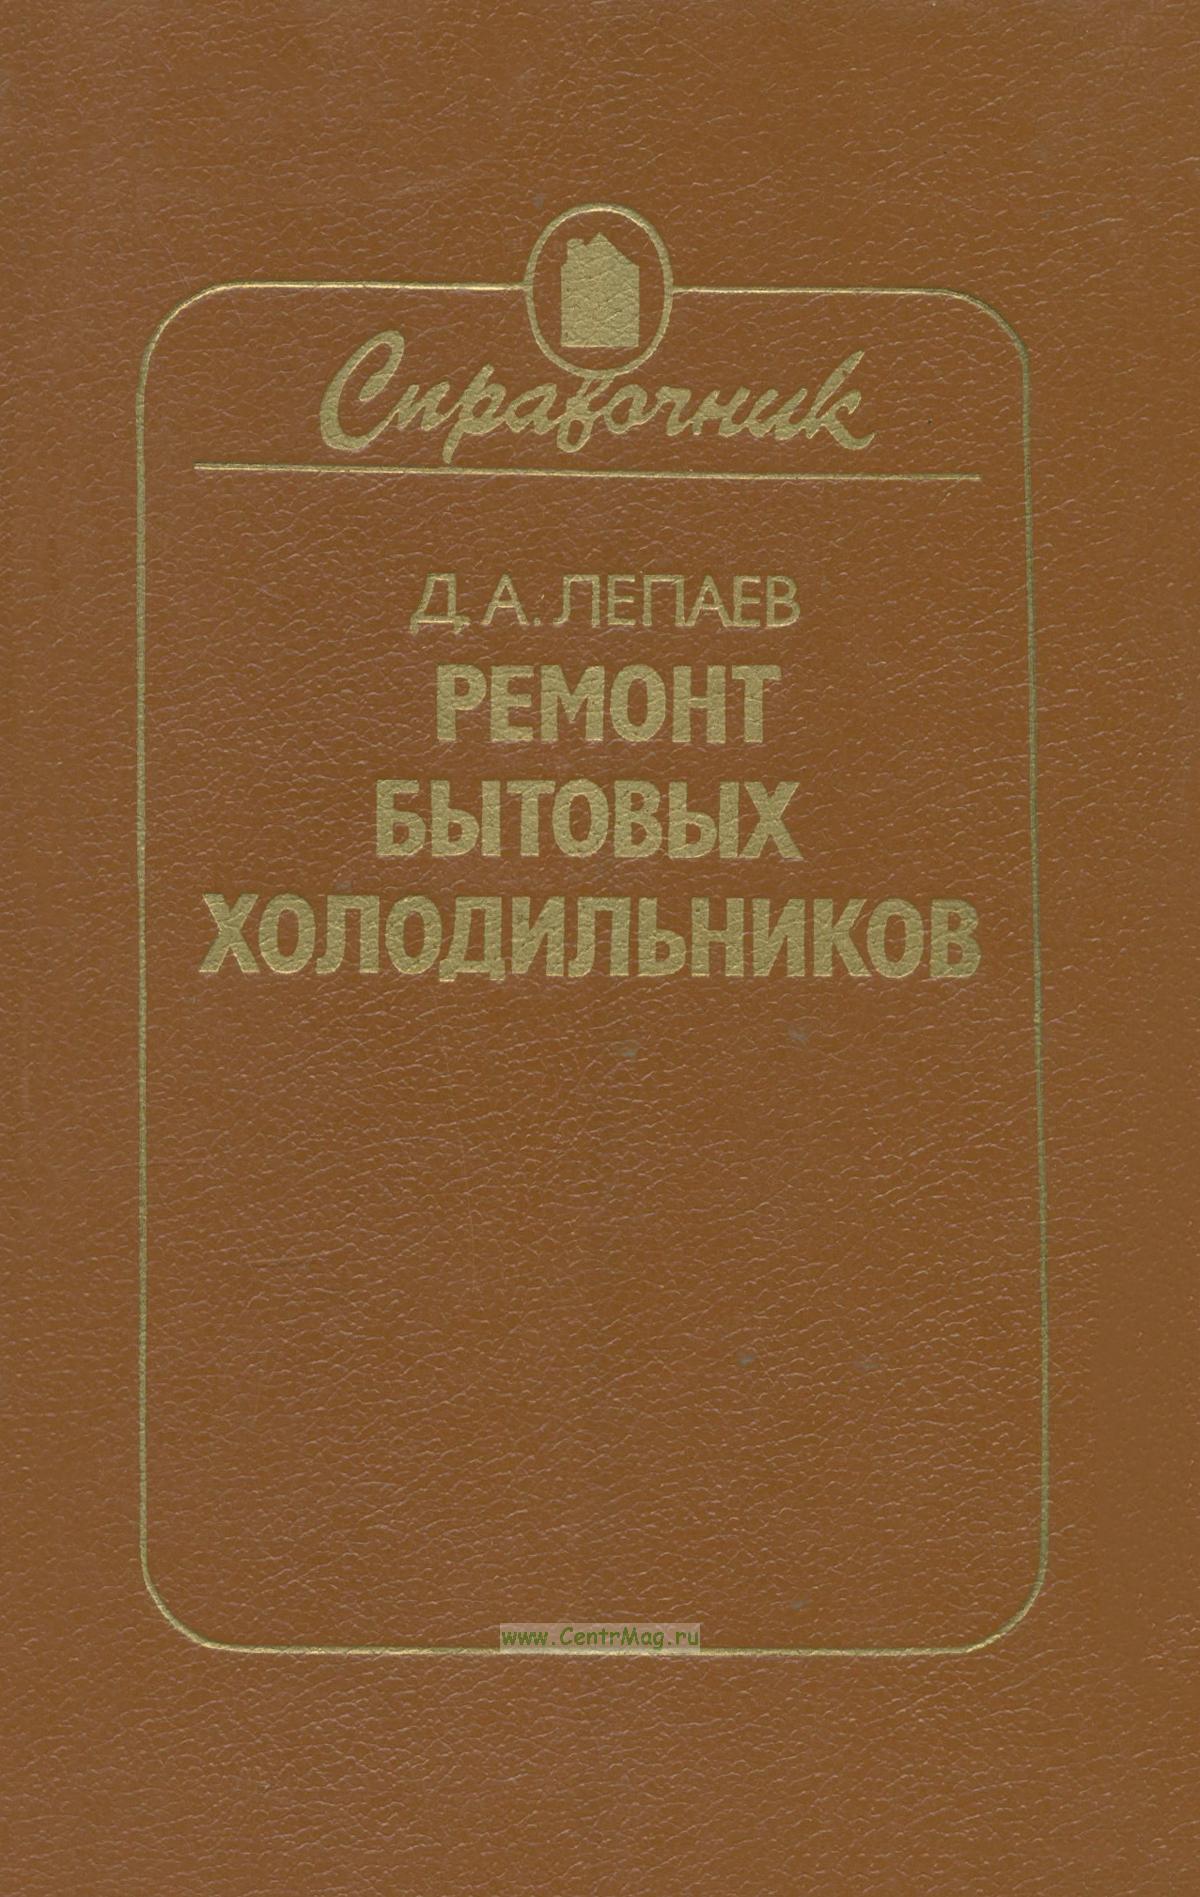 Справочник
Д. А. ЛЕПАЕВ
РЕМОНТ
БЫТОВЫХ
ХОЛОДИЛЬНИКОВ
www.CentrMag.ru